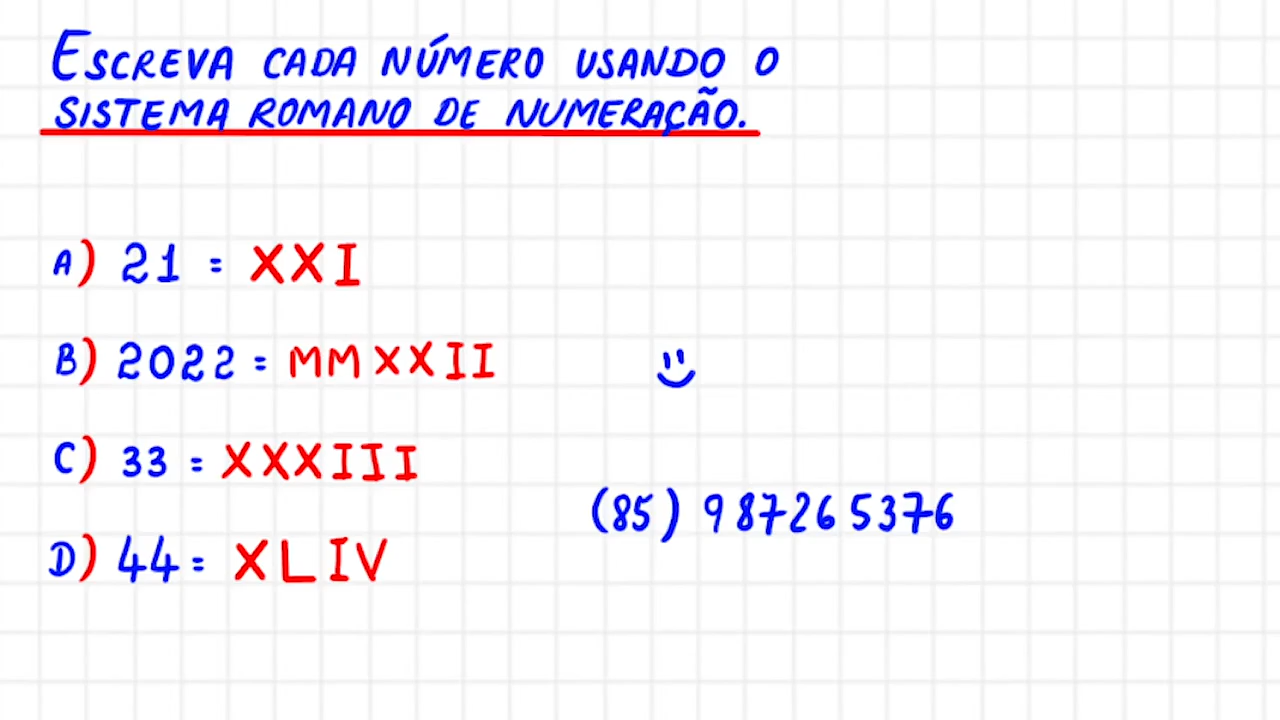 ESCREVA CADA NÚMERO USANDO O
SISTEMA ROMANO DE NUMERAÇÃO.
A) 21 = XXI
B) 2022 = MMXXII
C) 33 = XXXIII
(85) 987265376
D) 44 = XLIV